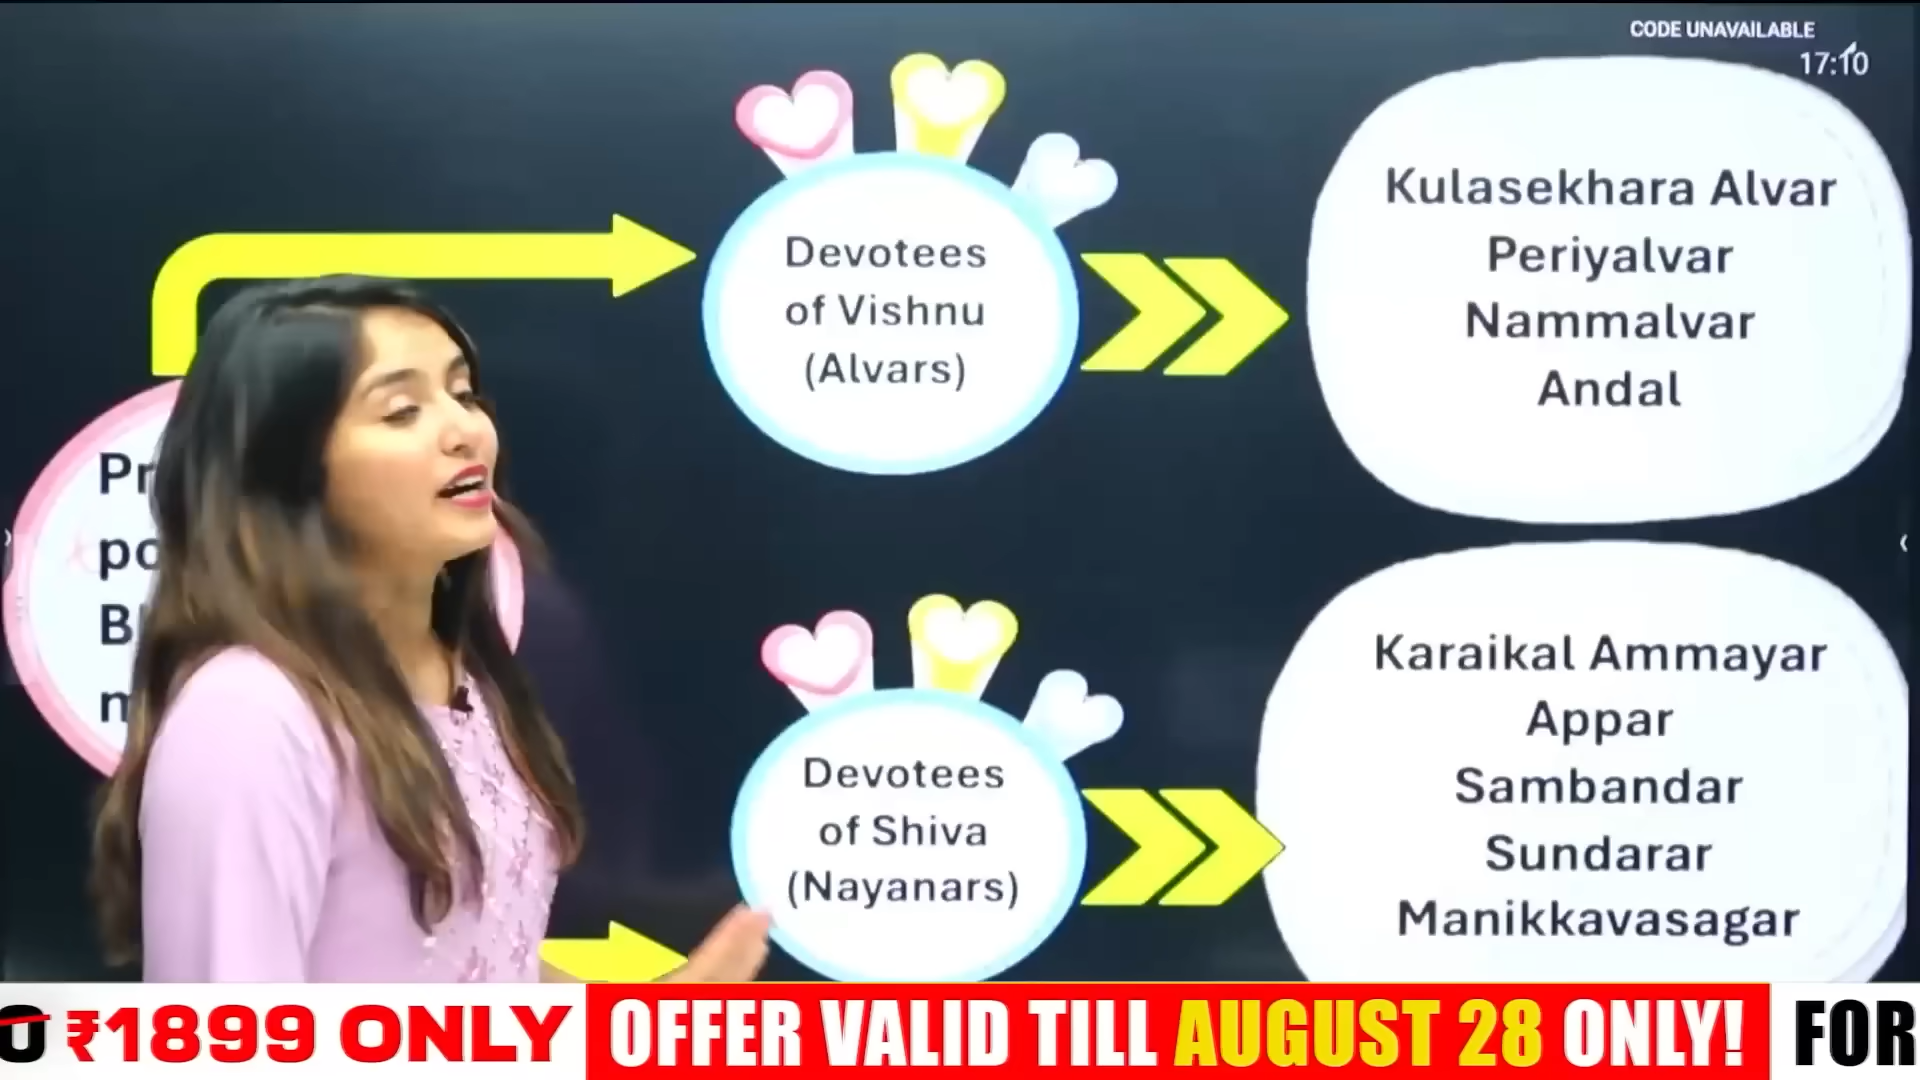 CODE UNAVAILABLE
17:10
Devotees
of Vishnu
(Alvars)
Kulasekhara Alvar
Periyalvar
Nammalvar
Andal
Devotees
of Shiva
(Nayanars)
Karaikal Ammayar
Appar
Sambandar
Sundarar
Manikkavasagar
₹1899 ONLY
OFFER VALID TILL AUGUST 28 ONLY!
FOR